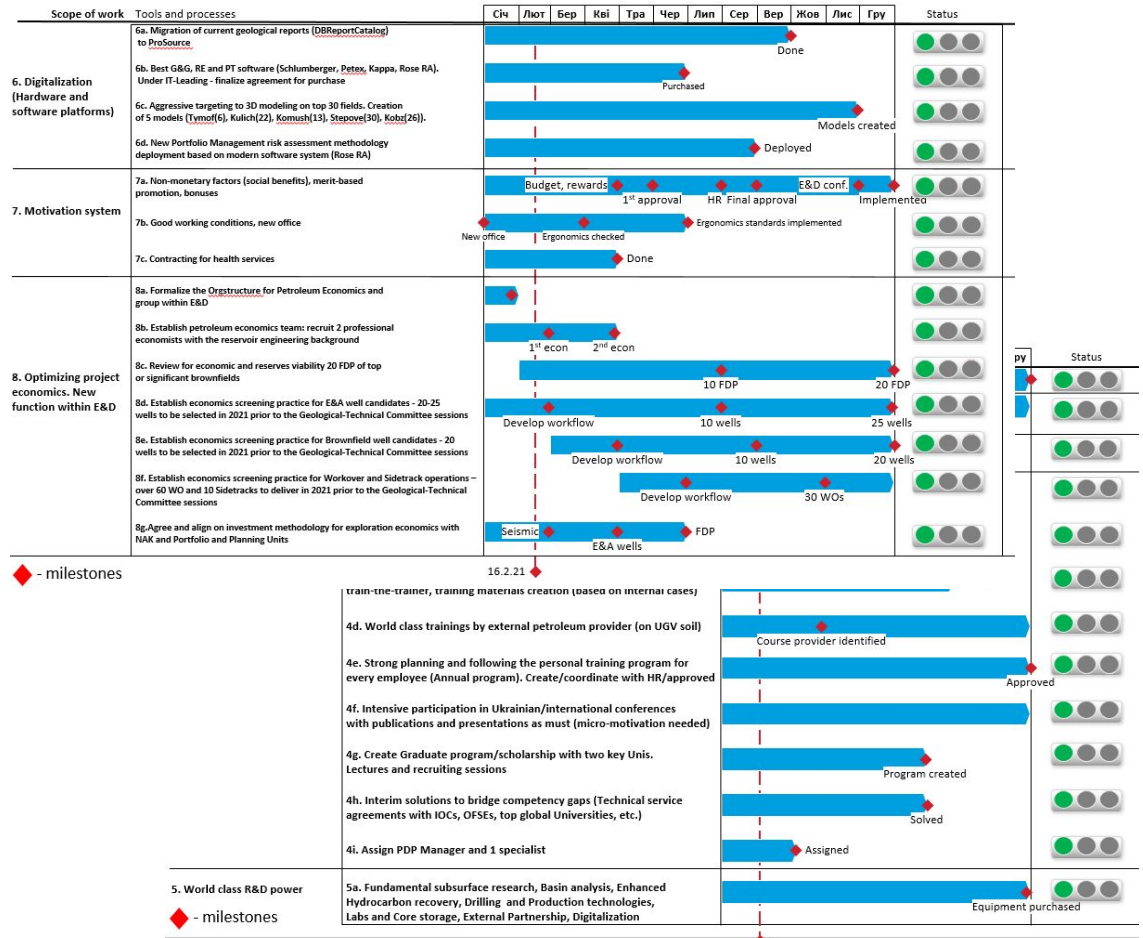 Scope of work Tools and processes Січ Лют Бер Кві Тра Чер Лип Сер Вер Жов Лис Гру Status
6. Digitalization
(Hardware and
software platforms)
6a. Migration of current geological reports (DBReportCatalog)
to ProSource
Done
6b. Best G&G, RE and PT software (Schlumberger, Petex, Kappa, Rose RA).
Under IT-Leading - finalize agreement for purchase
Purchased
6c. Aggressive targeting to 3D modeling on top 30 fields. Creation
of 5 models (Tymof(6), Kulich(22), Komush(13), Stepove(30), Kobz(26)).
Models created
6d. New Portfolio Management risk assessment methodology
deployment based on modern software system (Rose RA)
Deployed
7. Motivation system
7a. Non-monetary factors (social benefits), merit-based
promotion, bonuses
Budget, rewards E&D conf.
1st approval HR Final approval Implemented
7b. Good working conditions, new office
Ergonomics standards implemented
New office Ergonomics checked
7c. Contracting for health services
Done
8. Optimizing project
economics. New
function within E&D
8a. Formalize the Orgstructure for Petroleum Economics and
group within E&D
8b. Establish petroleum economics team: recruit 2 professional
economists with the reservoir engineering background
1st econ 2nd econ
8c. Review for economic and reserves viability 20 FDP of top
or significant brownfields
10 FDP 20 FDP
8d. Establish economics screening practice for E&A well candidates - 20-25
wells to be selected in 2021 prior to the Geological-Technical Committee sessions
Develop workflow 10 wells 25 wells
8e. Establish economics screening practice for Brownfield well candidates - 20
wells to be selected in 2021 prior to the Geological-Technical Committee sessions
Develop workflow 10 wells 20 wells
8f. Establish economics screening practice for Workover and Sidetrack operations –
over 60 WO and 10 Sidetracks to deliver in 2021 prior to the Geological-Technical
Committee sessions
Develop workflow 30 WOs
8g.Agree and align on investment methodology for exploration economics with
NAK and Portfolio and Planning Units
Seismic FDP
E&A wells
- milestones
16.2.21
ру Status
train-the-trainer, training materials creation (based on internal cases)
4d. World class trainings by external petroleum provider (on UGV soil)
Course provider identified
4e. Strong planning and following the personal training program for
every employee (Annual program). Create/coordinate with HR/approved
Approved
4f. Intensive participation in Ukrainian/international conferences
with publications and presentations as must (micro-motivation needed)
4g. Create Graduate program/scholarship with two key Unis.
Lectures and recruiting sessions
Program created
4h. Interim solutions to bridge competency gaps (Technical service
agreements with IOCs, OFSEs, top global Universities, etc.)
Solved
4i. Assign PDP Manager and 1 specialist
Assigned
5. World class R&D power
5a. Fundamental subsurface research, Basin analysis, Enhanced
Hydrocarbon recovery, Drilling and Production technologies,
Labs and Core storage, External Partnership, Digitalization
Equipment purchased
- milestones